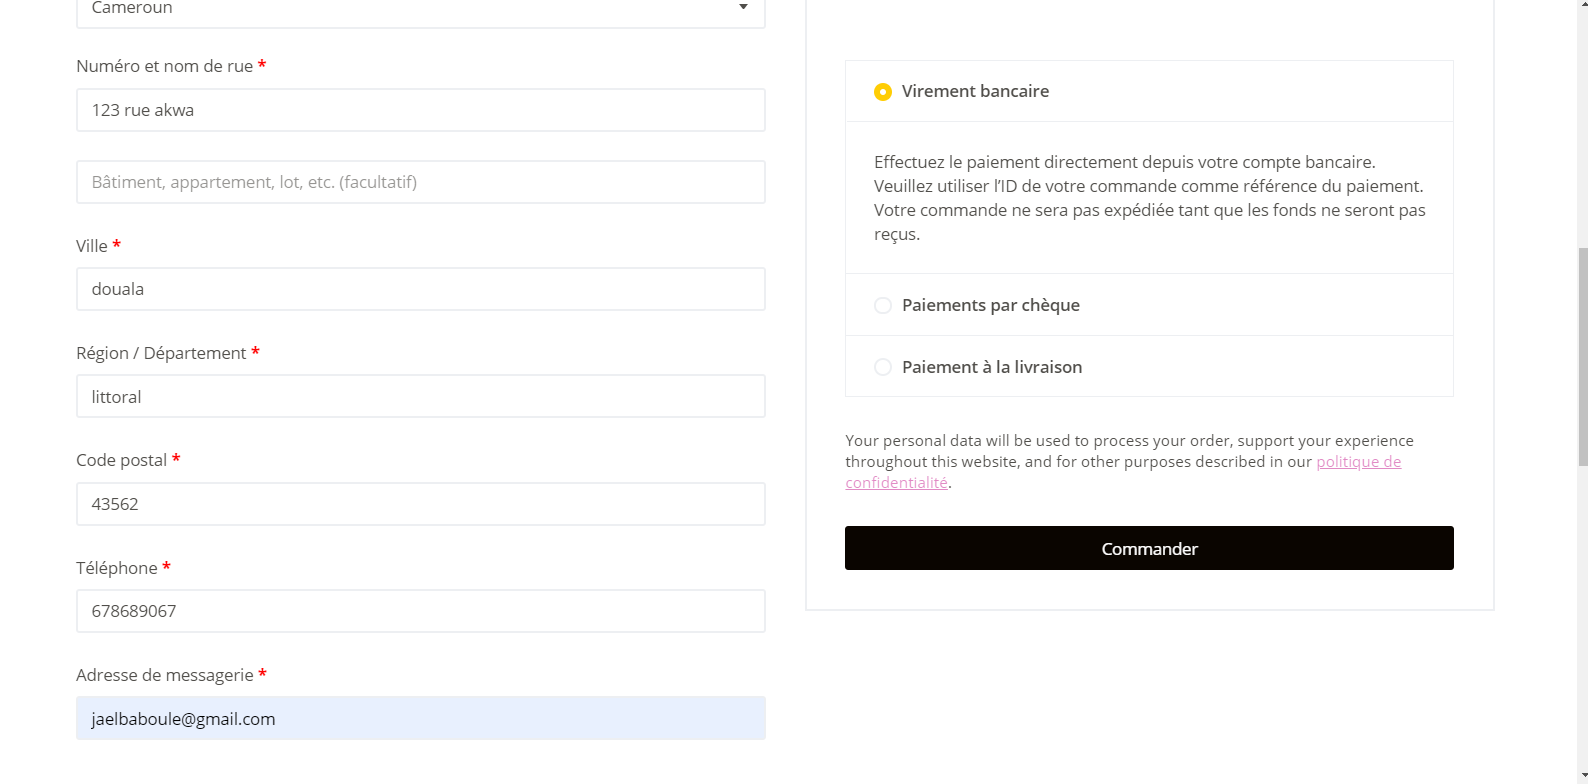 Cameroun
Numéro et nom de rue *
123 rue akwa
Bâtiment, appartement, lot, etc. (facultatif)
Ville *
douala
Région / Département *
littoral
Code postal *
43562
Téléphone *
678689067
Adresse de messagerie *
jaelbaboule@gmail.com
Virement bancaire
Effectuez le paiement directement depuis votre compte bancaire.
Veuillez utiliser l’ID de votre commande comme référence du paiement.
Votre commande ne sera pas expédiée tant que les fonds ne seront pas
reçus.
Paiements par chèque
Paiement à la livraison
Your personal data will be used to process your order, support your experience
throughout this website, and for other purposes described in our politique de
confidentialité.
Commander